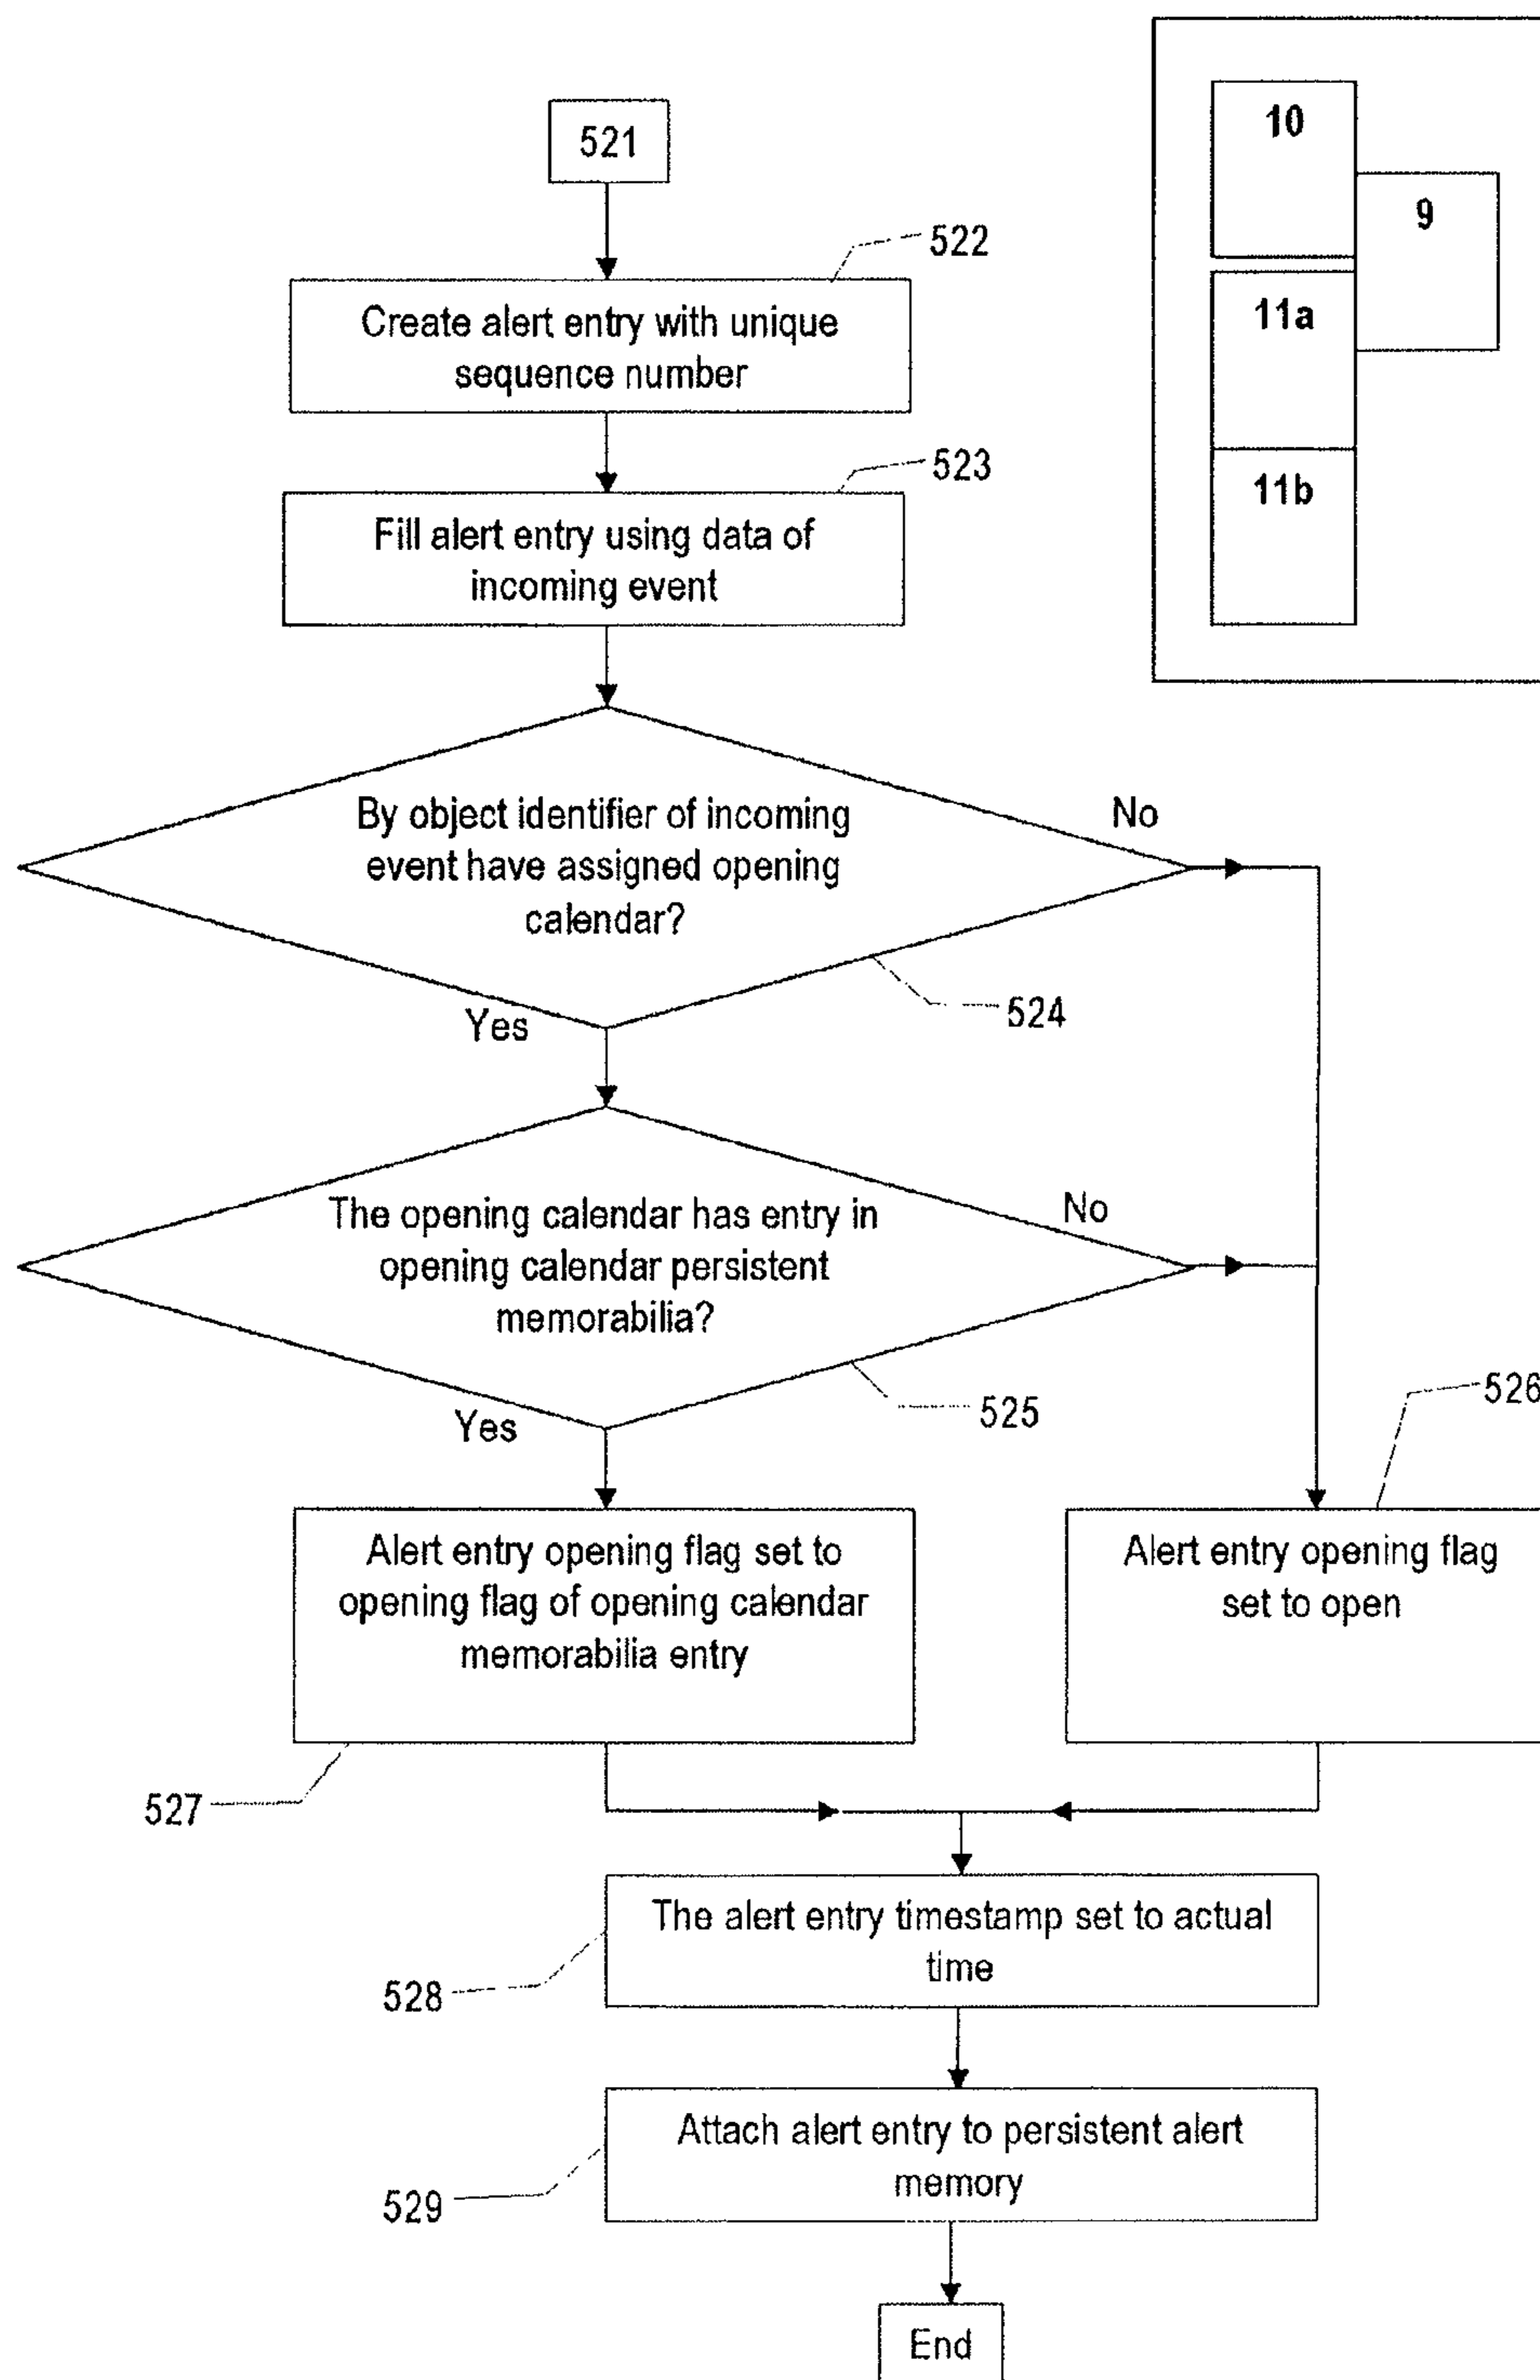 521
10
9
522
Create alert entry with unique
sequence number
11a
523
11b
Fill alert entry using data of
incoming event
By object identifier of incoming
event have assigned opening
calendar?
No
524
Yes
The opening calendar has entry in
opening calendar persistent
memorabilia?
No
525
Yes
526
Alert entry opening flag set to
opening flag of opening calendar
memorabilia entry
Alert entry opening flag
set to open
527
The alert entry timestamp set to actual
time
528
Attach alert entry to persistent alert
memory
529
End